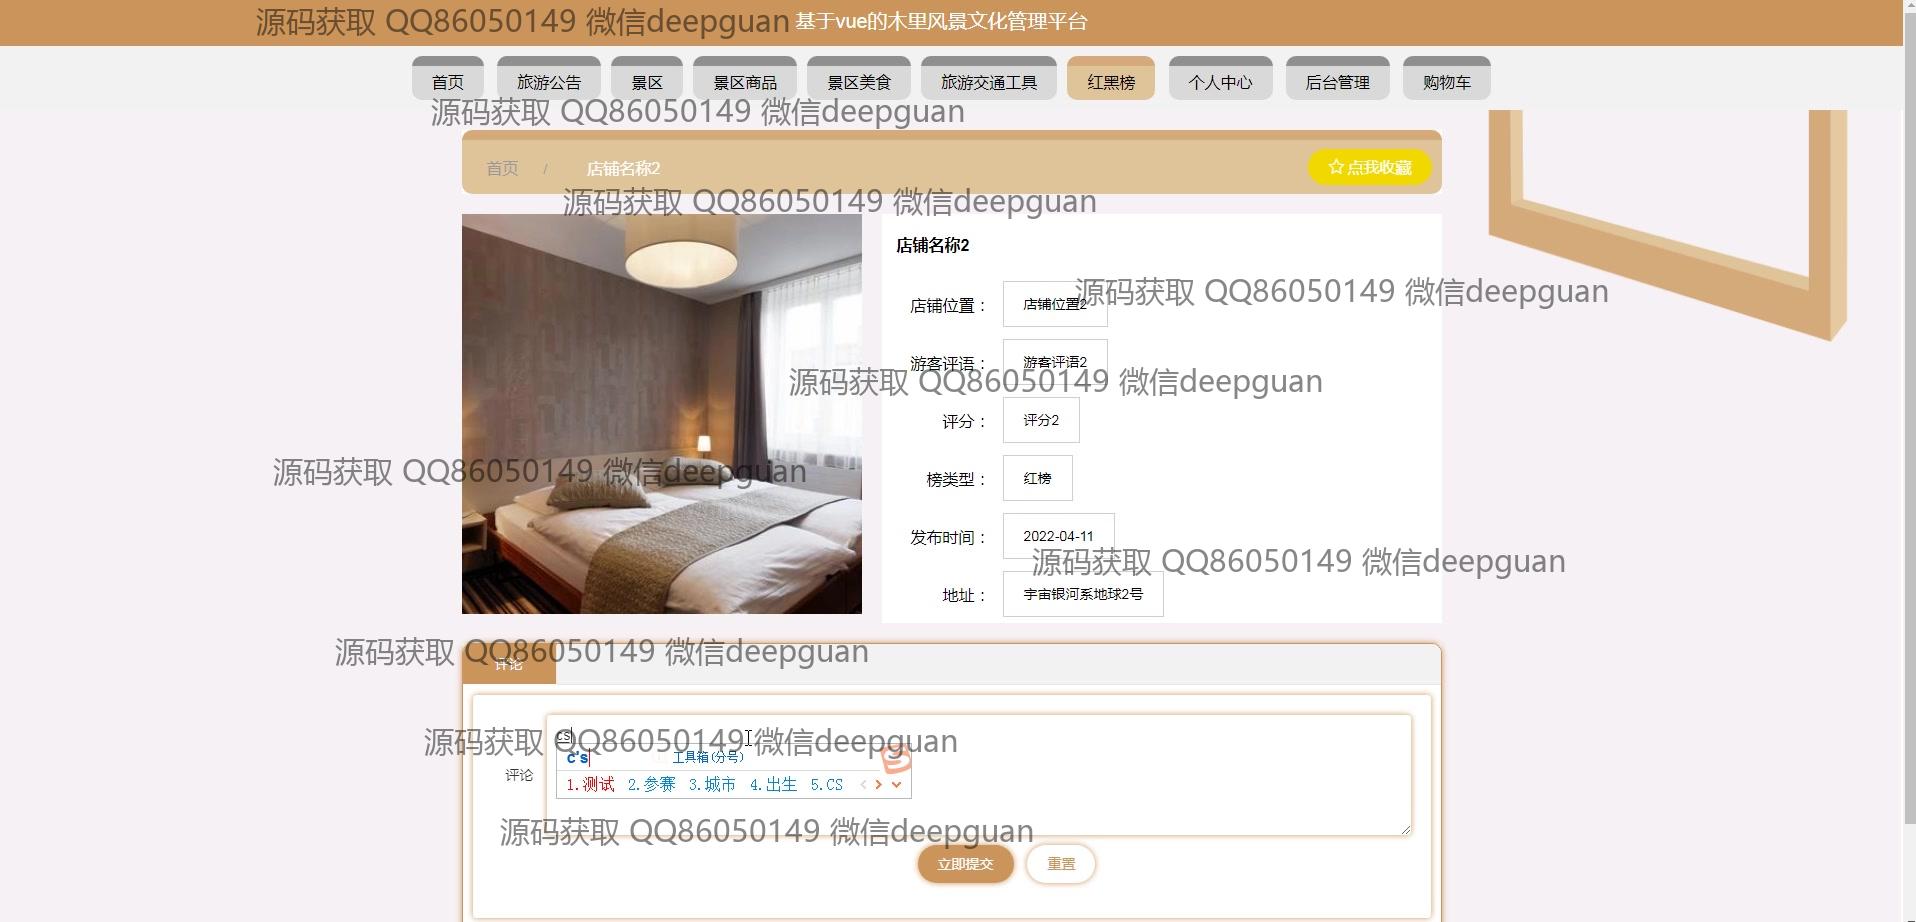 源码获取 QQ86050149 微信deepguan
基于vue的木里风景文化管理平台
首页 旅游公告 景区 景区商品 景区美食 旅游交通工具 红黑榜 个人中心 后台管理 购物车
源码获取 QQ86050149 微信deepguan
首页 / 店铺名称2 ☆点我收藏
源码获取 QQ86050149 微信deepguan
店铺名称2
源码获取 QQ86050149 微信deepguan
店铺位置： 店铺位置2
游客评语： 游客评语2
源码获取 QQ86050149 微信deepguan
评分： 评分2
源码获取 QQ86050149 微信deepguan
榜类型： 红榜
发布时间： 2022-04-11
源码获取 QQ86050149 微信deepguan
地址： 宇宙银河系地球2号
源码获取 QQ86050149 微信deepguan
评论
cs
源码获取 QQ86050149 微信deepguan
c's 工具箱(分号)
评论
1.测试 2.参赛 3.城市 4.出生 5.CS
源码获取 QQ86050149 微信deepguan
立即提交 重置